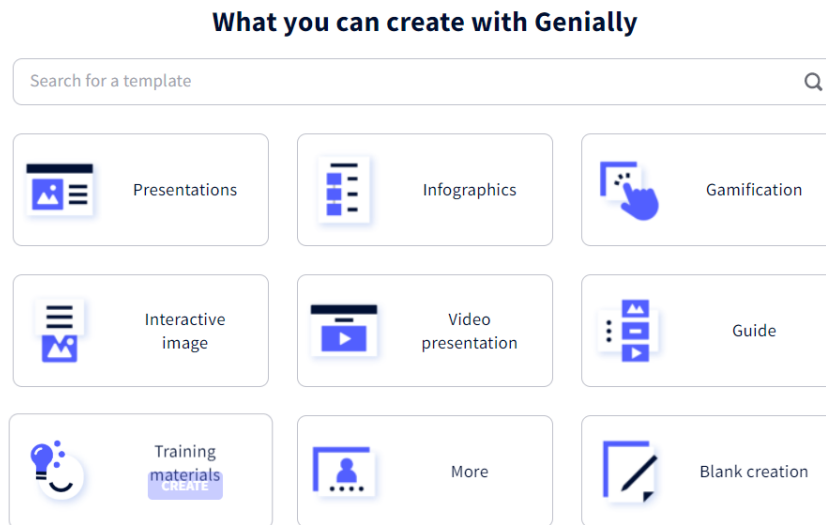 What you can create with Genially
Search for a template
Presentations
Infographics
Gamification
Interactive
image
Video
presentation
Guide
Training
materials
CREATE
More
Blank creation